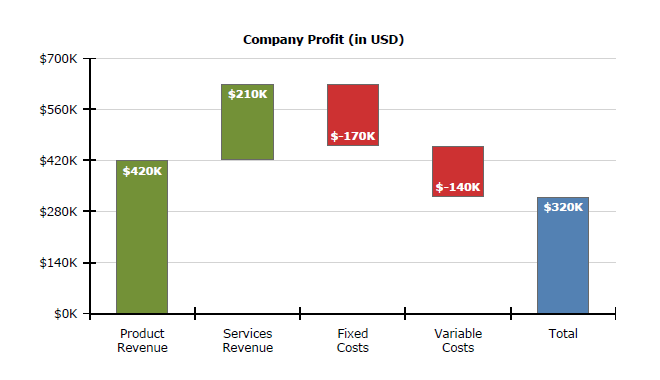 Company Profit (in USD)
$700K
$560K
$420K
$280K
$140K
$0K
$420K
$210K
$-170K
$-140K
$320K
Product
Revenue
Services
Revenue
Fixed
Costs
Variable
Costs
Total